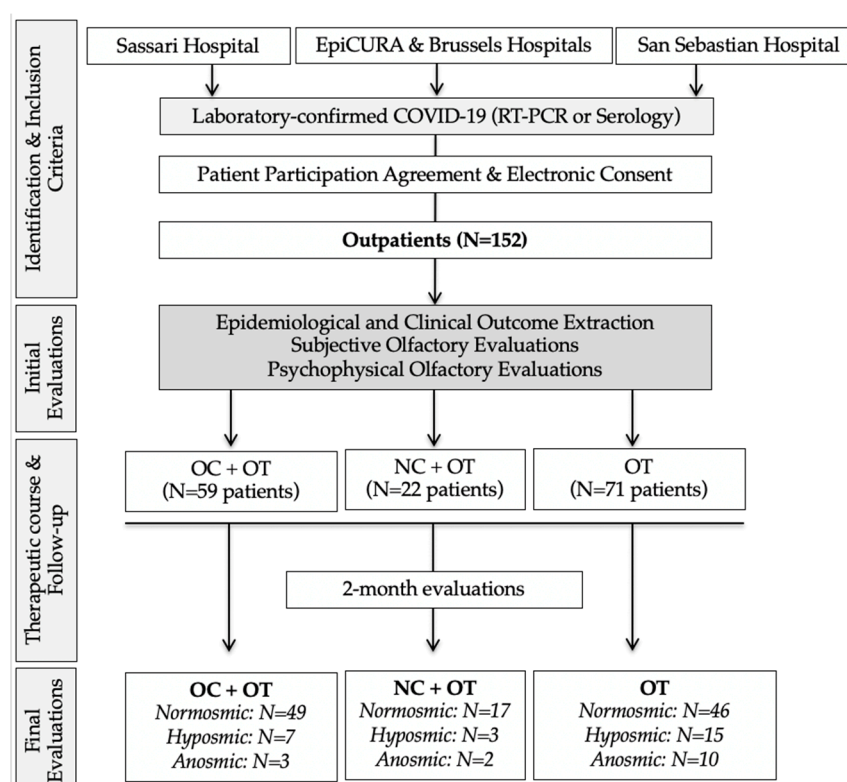 Identification & Inclusion
Criteria
Sassari Hospital
EpiCURA & Brussels Hospitals
San Sebastian Hospital
Laboratory-confirmed COVID-19 (RT-PCR or Serology)
Patient Participation Agreement & Electronic Consent
Outpatients (N=152)
Initial
Evaluations
Epidemiological and Clinical Outcome Extraction
Subjective Olfactory Evaluations
Psychophysical Olfactory Evaluations
Therapeutic course &
Follow-up
OC + OT
(N=59 patients)
NC + OT
(N=22 patients)
OT
(N=71 patients)
2-month evaluations
Final
Evaluations
OC + OT
Normosmic: N=49
Hyposmic: N=7
Anosmic: N=3
NC + OT
Normosmic: N=17
Hyposmic: N=3
Anosmic: N=2
OT
Normosmic: N=46
Hyposmic: N=15
Anosmic: N=10